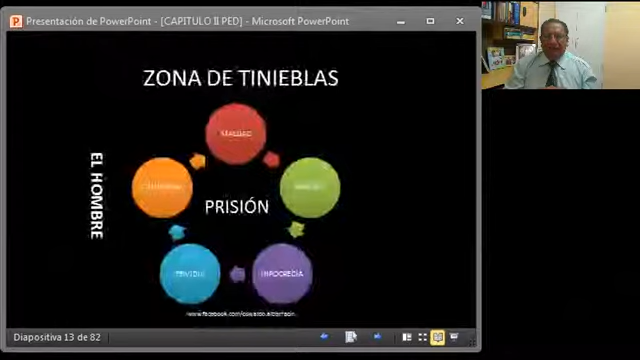 Presentación de PowerPoint - [CAPITULO II PED] - Microsoft PowerPoint
ZONA DE TINIEBLAS
MALDAD
EL HOMBRE
PRISIÓN
ENVIDIA
HIPOCRECIA
Diapositiva 13 de 82